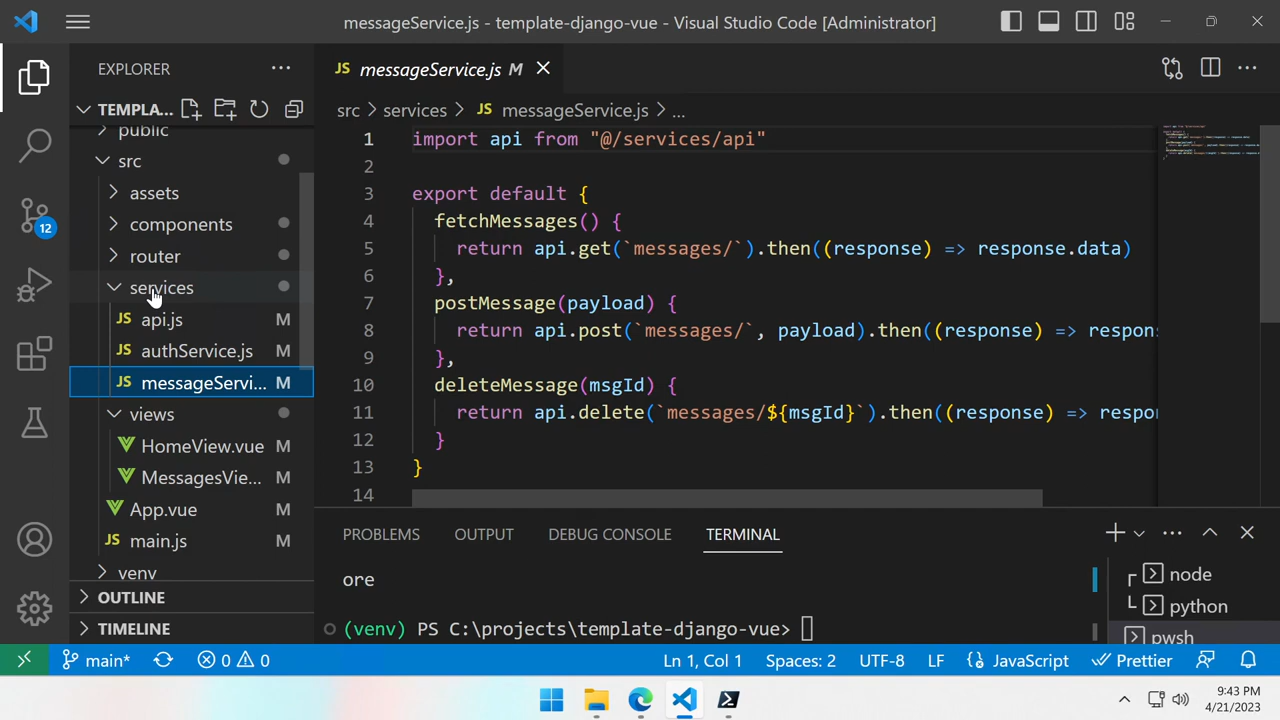 messageService.js - template-django-vue - Visual Studio Code [Administrator]
EXPLORER
TEMPLA...
public
src
assets
components
router
services
JS api.js M
JS authService.js M
JS messageServi... M
views
HomeView.vue M
MessagesVie... M
App.vue M
JS main.js M
venv
OUTLINE
TIMELINE
12
JS messageService.js M
src > services > JS messageService.js > ...
1 import api from "@/services/api"
2
3 export default {
4 fetchMessages() {
5 return api.get(`messages/`).then((response) => response.data)
6 },
7 postMessage(payload) {
8 return api.post(`messages/`, payload).then((response) => respons
9 },
10 deleteMessage(msgId) {
11 return api.delete(`messages/${msgId}`).then((response) => respo
12 }
13 }
14
PROBLEMS OUTPUT DEBUG CONSOLE TERMINAL
ore
(venv) PS C:\projects\template-django-vue>
node
python
pwsh
main* 0 0 Ln 1, Col 1 Spaces: 2 UTF-8 LF JavaScript Prettier
9:43 PM
4/21/2023